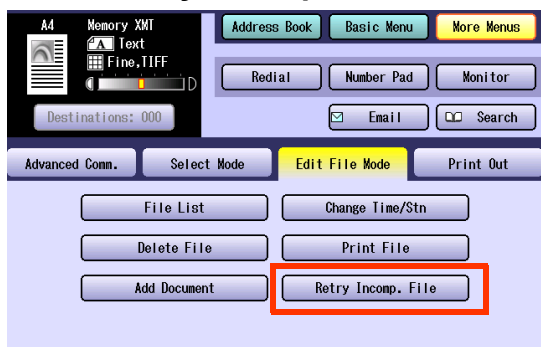 A4 Memory XMT
A Text
Fine,TIFF
D
Destinations: 000
Address Book Basic Menu More Menus
Redial Number Pad Monitor
Email Search
Advanced Comm. Select Mode Edit File Mode Print Out
File List Change Time/Stn
Delete File Print File
Add Document Retry Incomp. File